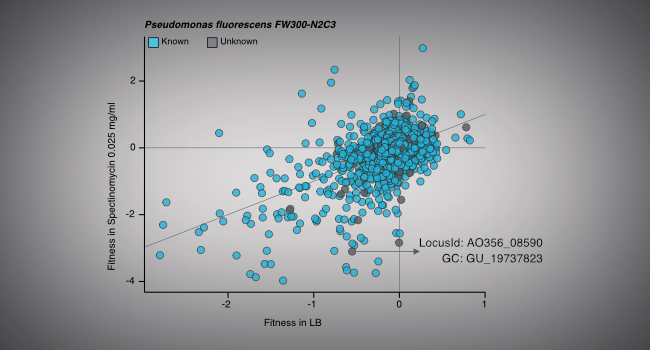 Pseudomonas fluorescens FW300-N2C3
Known Unknown
Fitness in Spectinomycin 0.025 mg/ml
2
0
-2
-4
LocusId: AO356_08590
GC: GU_19737823
-2 -1 0 1
Fitness in LB